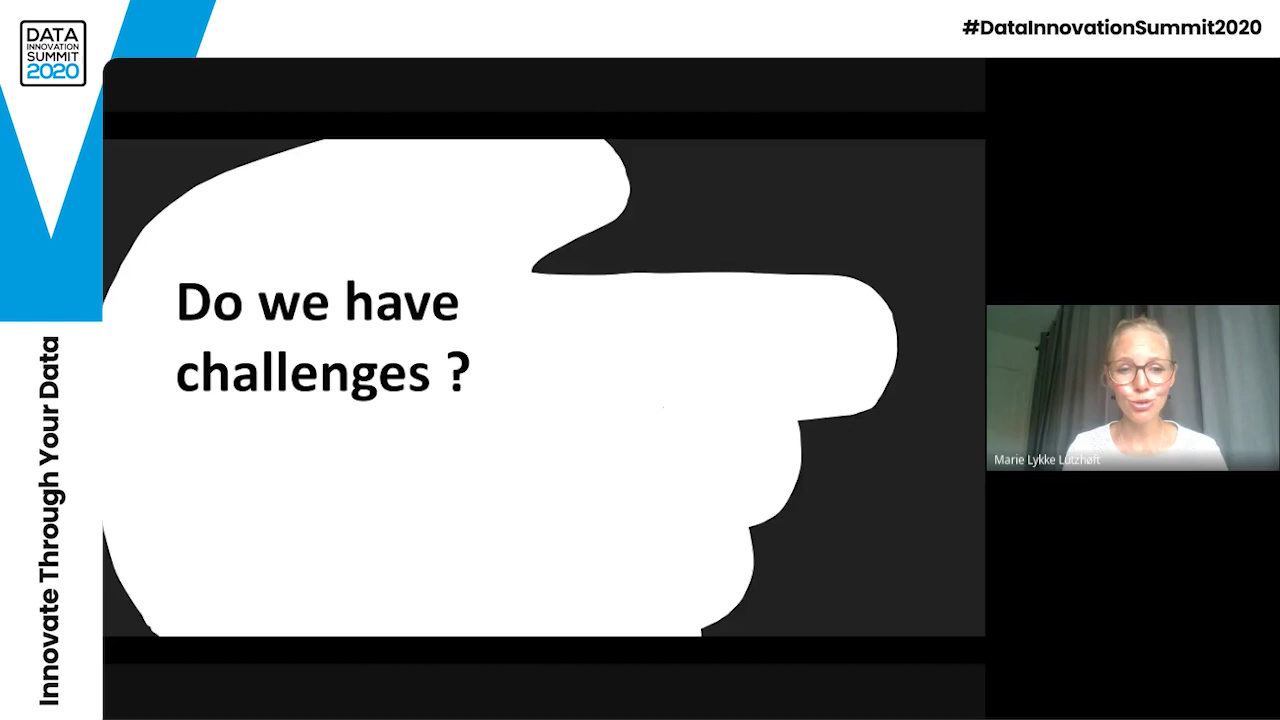 DATA
INNOVATION
SUMMIT
2020
#DataInnovationSummit2020
Innovate Through Your Data
Do we have
challenges ?
Marie Lykke Lützhøft